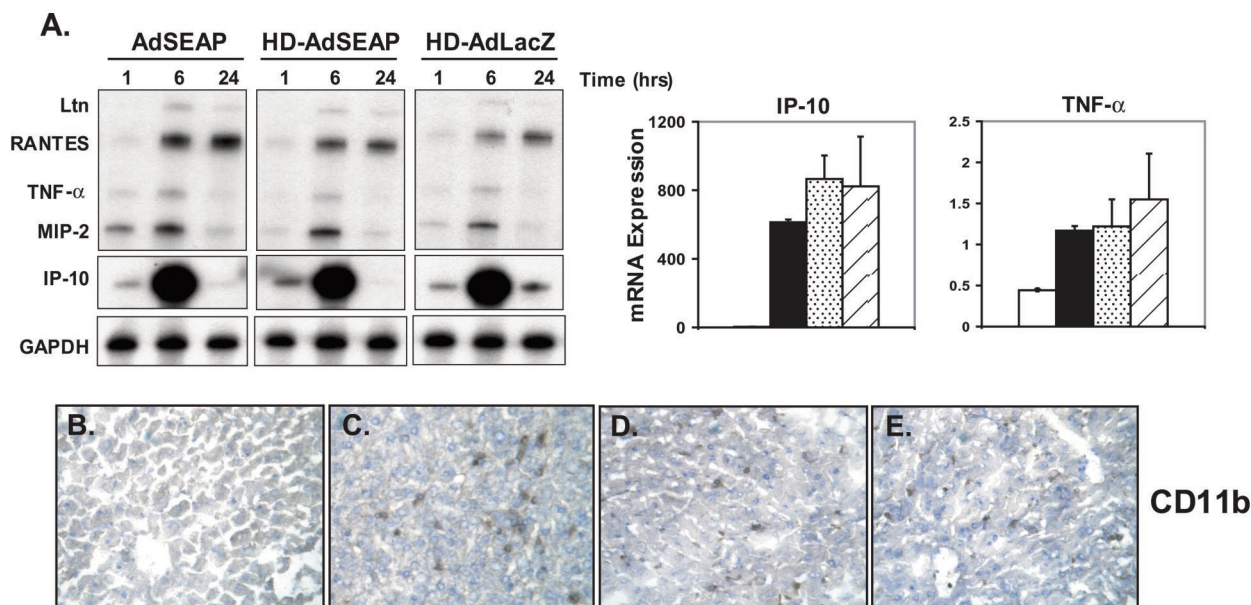 A.
AdSEAP HD-AdSEAP HD-AdLacZ
1 6 24 1 6 24 1 6 24 Time (hrs)
Ltn
RANTES
TNF-α
MIP-2
IP-10
GAPDH
IP-10
mRNA Expression
1200
800
400
0
TNF-α
2.5
2
1.5
1
0.5
0
B. C. D. E.
CD11b